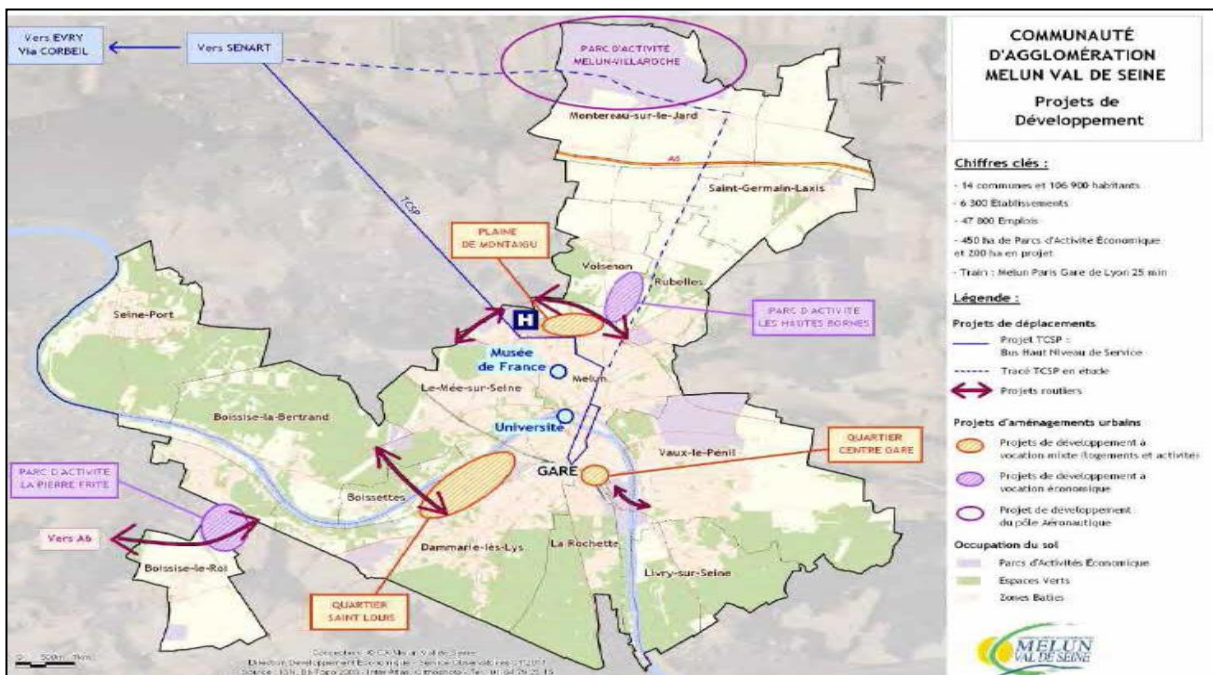 Vers EVRY
Via CORBEIL
Vers SENART
PARC D'ACTIVITÉ
MELUN-VILLAROCHE
N
Montereau-sur-le-Jard
Saint-Germain-Laxis
TCSP
PLAINE
DE MONTAIGU
Voisenon
Rubelles
PARC D'ACTIVITÉ
LES HAUTES BORNES
Seine-Port
H
Musée
de France
Melun
Le-Mée-sur-Seine
Boissise-la-Bertrand
Université
QUARTIER
CENTRE GARE
Vaux-le-Pénil
GARE
PARC D'ACTIVITÉ
LA PIERRE FRITE
Boissettes
Vers A6
Boissise-le-Roi
Dammarie-lès-Lys
La Rochette
Livry-sur-Seine
QUARTIER
SAINT LOUIS
COMMUNAUTÉ
D'AGGLOMÉRATION
MELUN VAL DE SEINE
Projets de
Développement
Chiffres clés :
- 14 communes et 106 900 habitants
- 6 300 Établissements
- 47 800 Emplois
- 450 ha de Parcs d'Activité Économique
et 200 ha en projet
- Train : Melun Paris Gare de Lyon 25 min
Légende :
Projets de déplacements
Projet TCSP :
Bus Haut Niveau de Service
Tracé TCSP en étude
Projets routiers
Projets d'aménagements urbains
Projets de développement à
vocation mixte (logements et activité)
Projets de développement à
vocation économique
Projet de développement
du pôle Aéronautique
Occupation du sol
Parcs d'Activités Économique
Espaces Verts
Zones Baties
MELUN
VAL DE SEINE